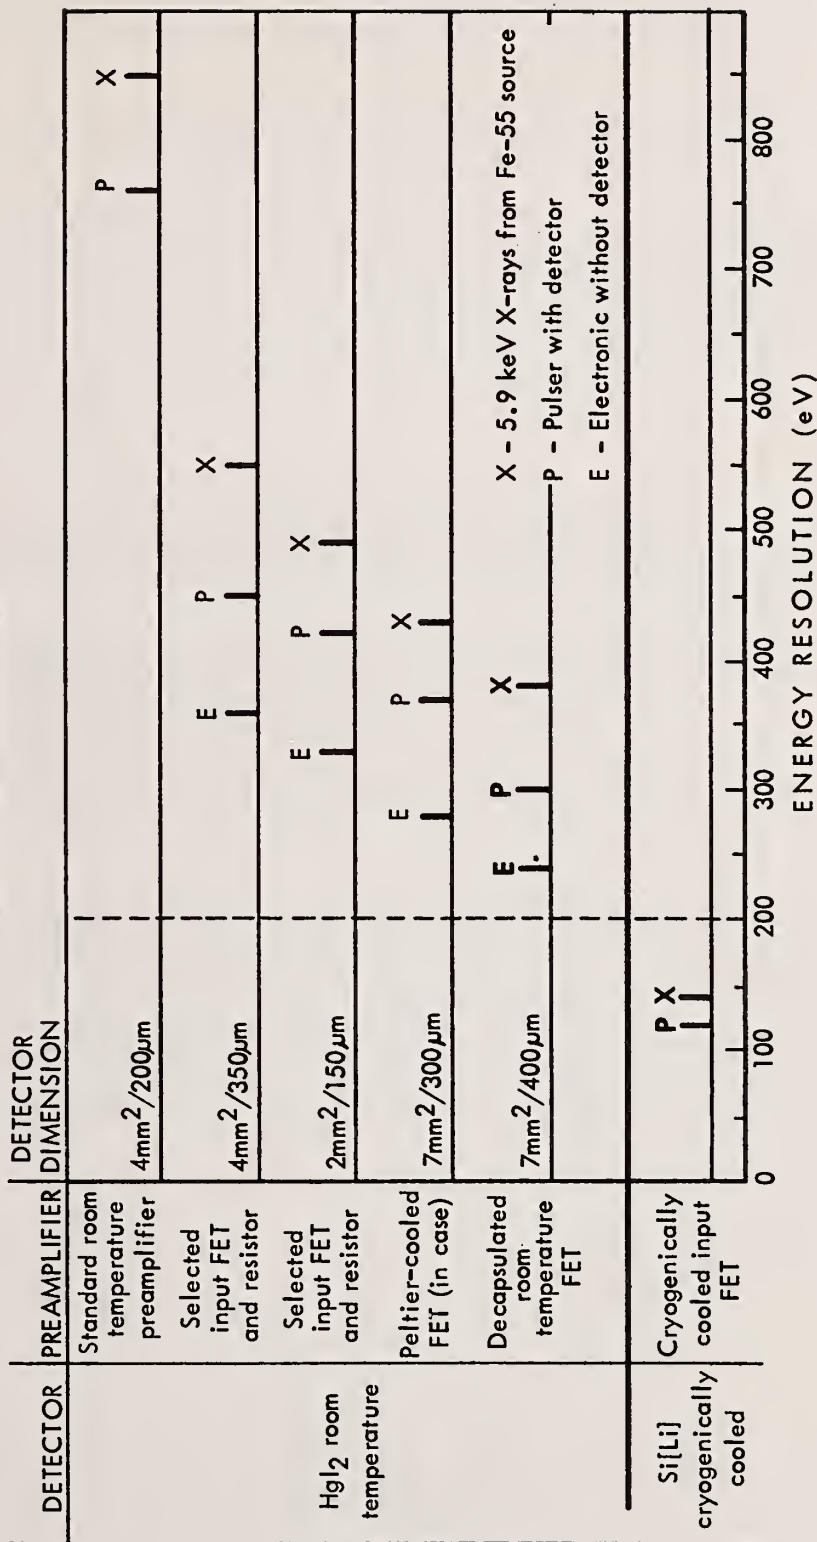 DETECTOR
PREAMPLIFIER
DETECTOR
DIMENSION
HgI2 room
temperature
Standard room
temperature
preamplifier
4mm2/200µm
P
X
Selected
input FET
and resistor
4mm2/350µm
E
P
X
Selected
input FET
and resistor
2mm2/150µm
E
P
X
Peltier-cooled
FET (in case)
7mm2/300µm
E
P
X
Decapsulated
room
temperature
FET
7mm2/400µm
E
P
X
X - 5.9 keV X-rays from Fe-55 source
P - Pulser with detector
E - Electronic without detector
Si[Li]
cryogenically
cooled
Cryogenically
cooled input
FET
P X
0 100 200 300 400 500 600 700 800
ENERGY RESOLUTION (eV)